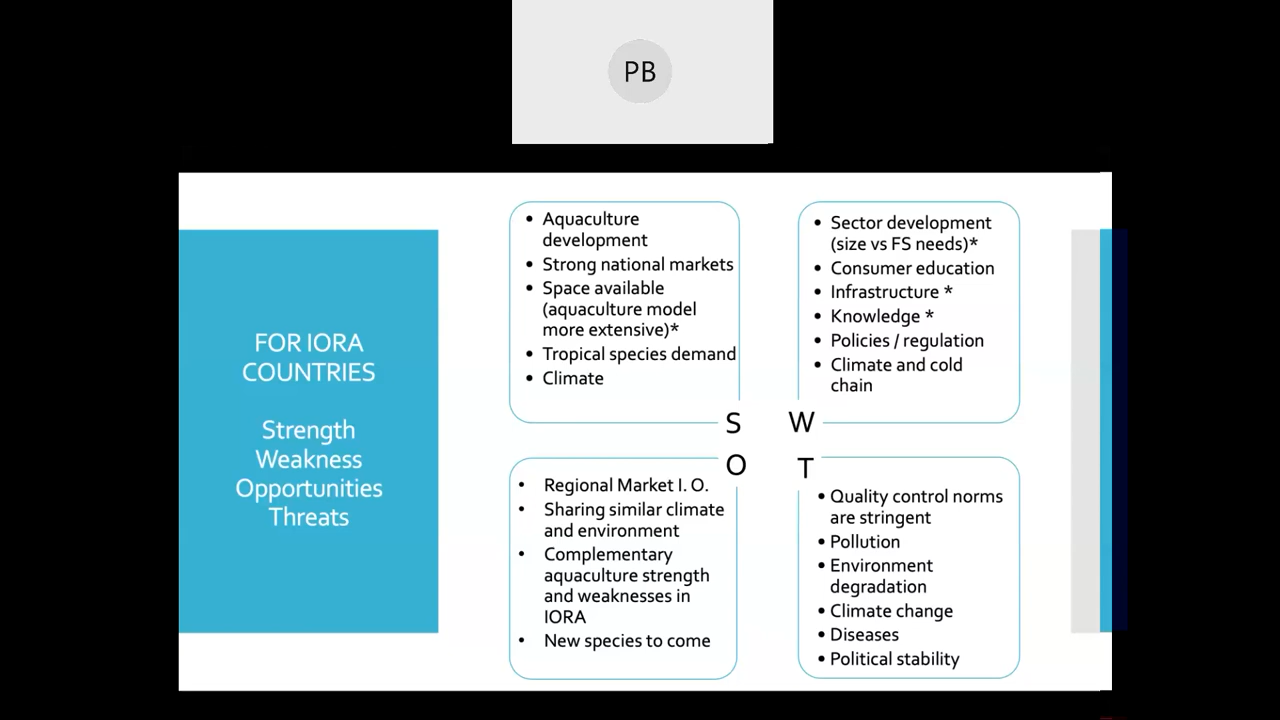 PB
FOR IORA
COUNTRIES
Strength
Weakness
Opportunities
Threats
• Aquaculture
development
• Strong national markets
• Space available
(aquaculture model
more extensive)*
• Tropical species demand
• Climate
S
• Sector development
(size vs FS needs)*
• Consumer education
• Infrastructure *
• Knowledge *
• Policies / regulation
• Climate and cold
chain
W
O
• Regional Market I. O.
• Sharing similar climate
and environment
• Complementary
aquaculture strength
and weaknesses in
IORA
• New species to come
T
• Quality control norms
are stringent
• Pollution
• Environment
degradation
• Climate change
• Diseases
• Political stability